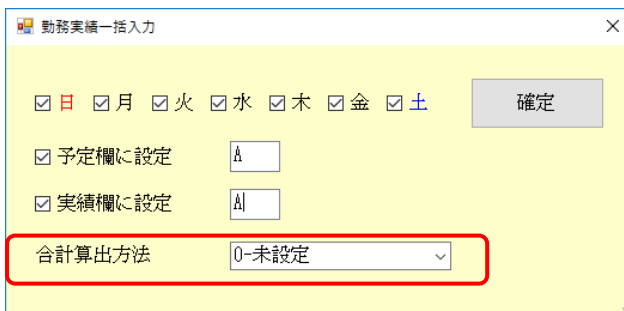 勤務実績一括入力
日 月 火 水 木 金 土 確定
予定欄に設定 A
実績欄に設定 A
合計算出方法 0-未設定